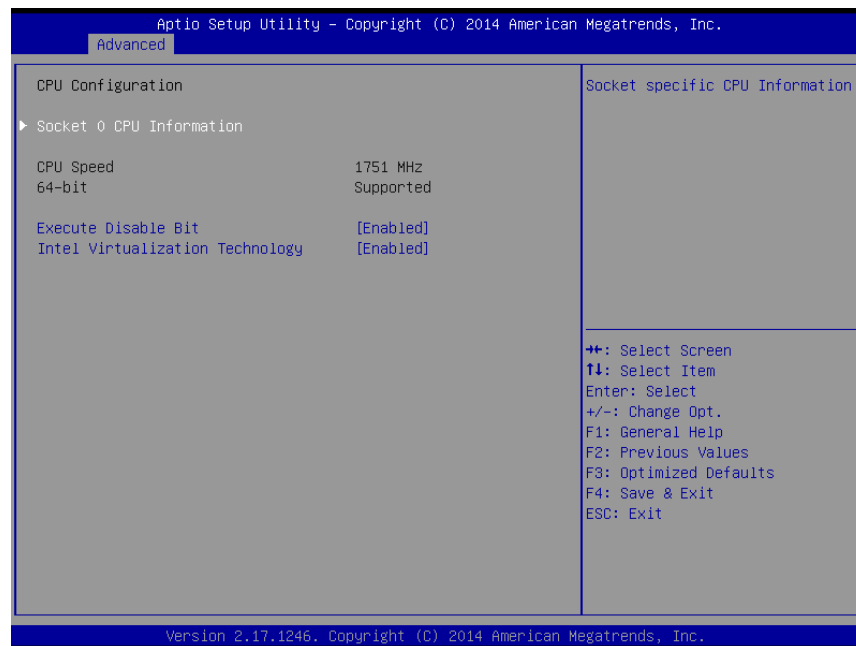 Aptio Setup Utility – Copyright (C) 2014 American Megatrends, Inc.
Advanced
CPU Configuration
Socket 0 CPU Information
CPU Speed 1751 MHz
64-bit Supported
Execute Disable Bit [Enabled]
Intel Virtualization Technology [Enabled]
Socket specific CPU Information
→←: Select Screen
↑↓: Select Item
Enter: Select
+/-: Change Opt.
F1: General Help
F2: Previous Values
F3: Optimized Defaults
F4: Save & Exit
ESC: Exit
Version 2.17.1246. Copyright (C) 2014 American Megatrends, Inc.